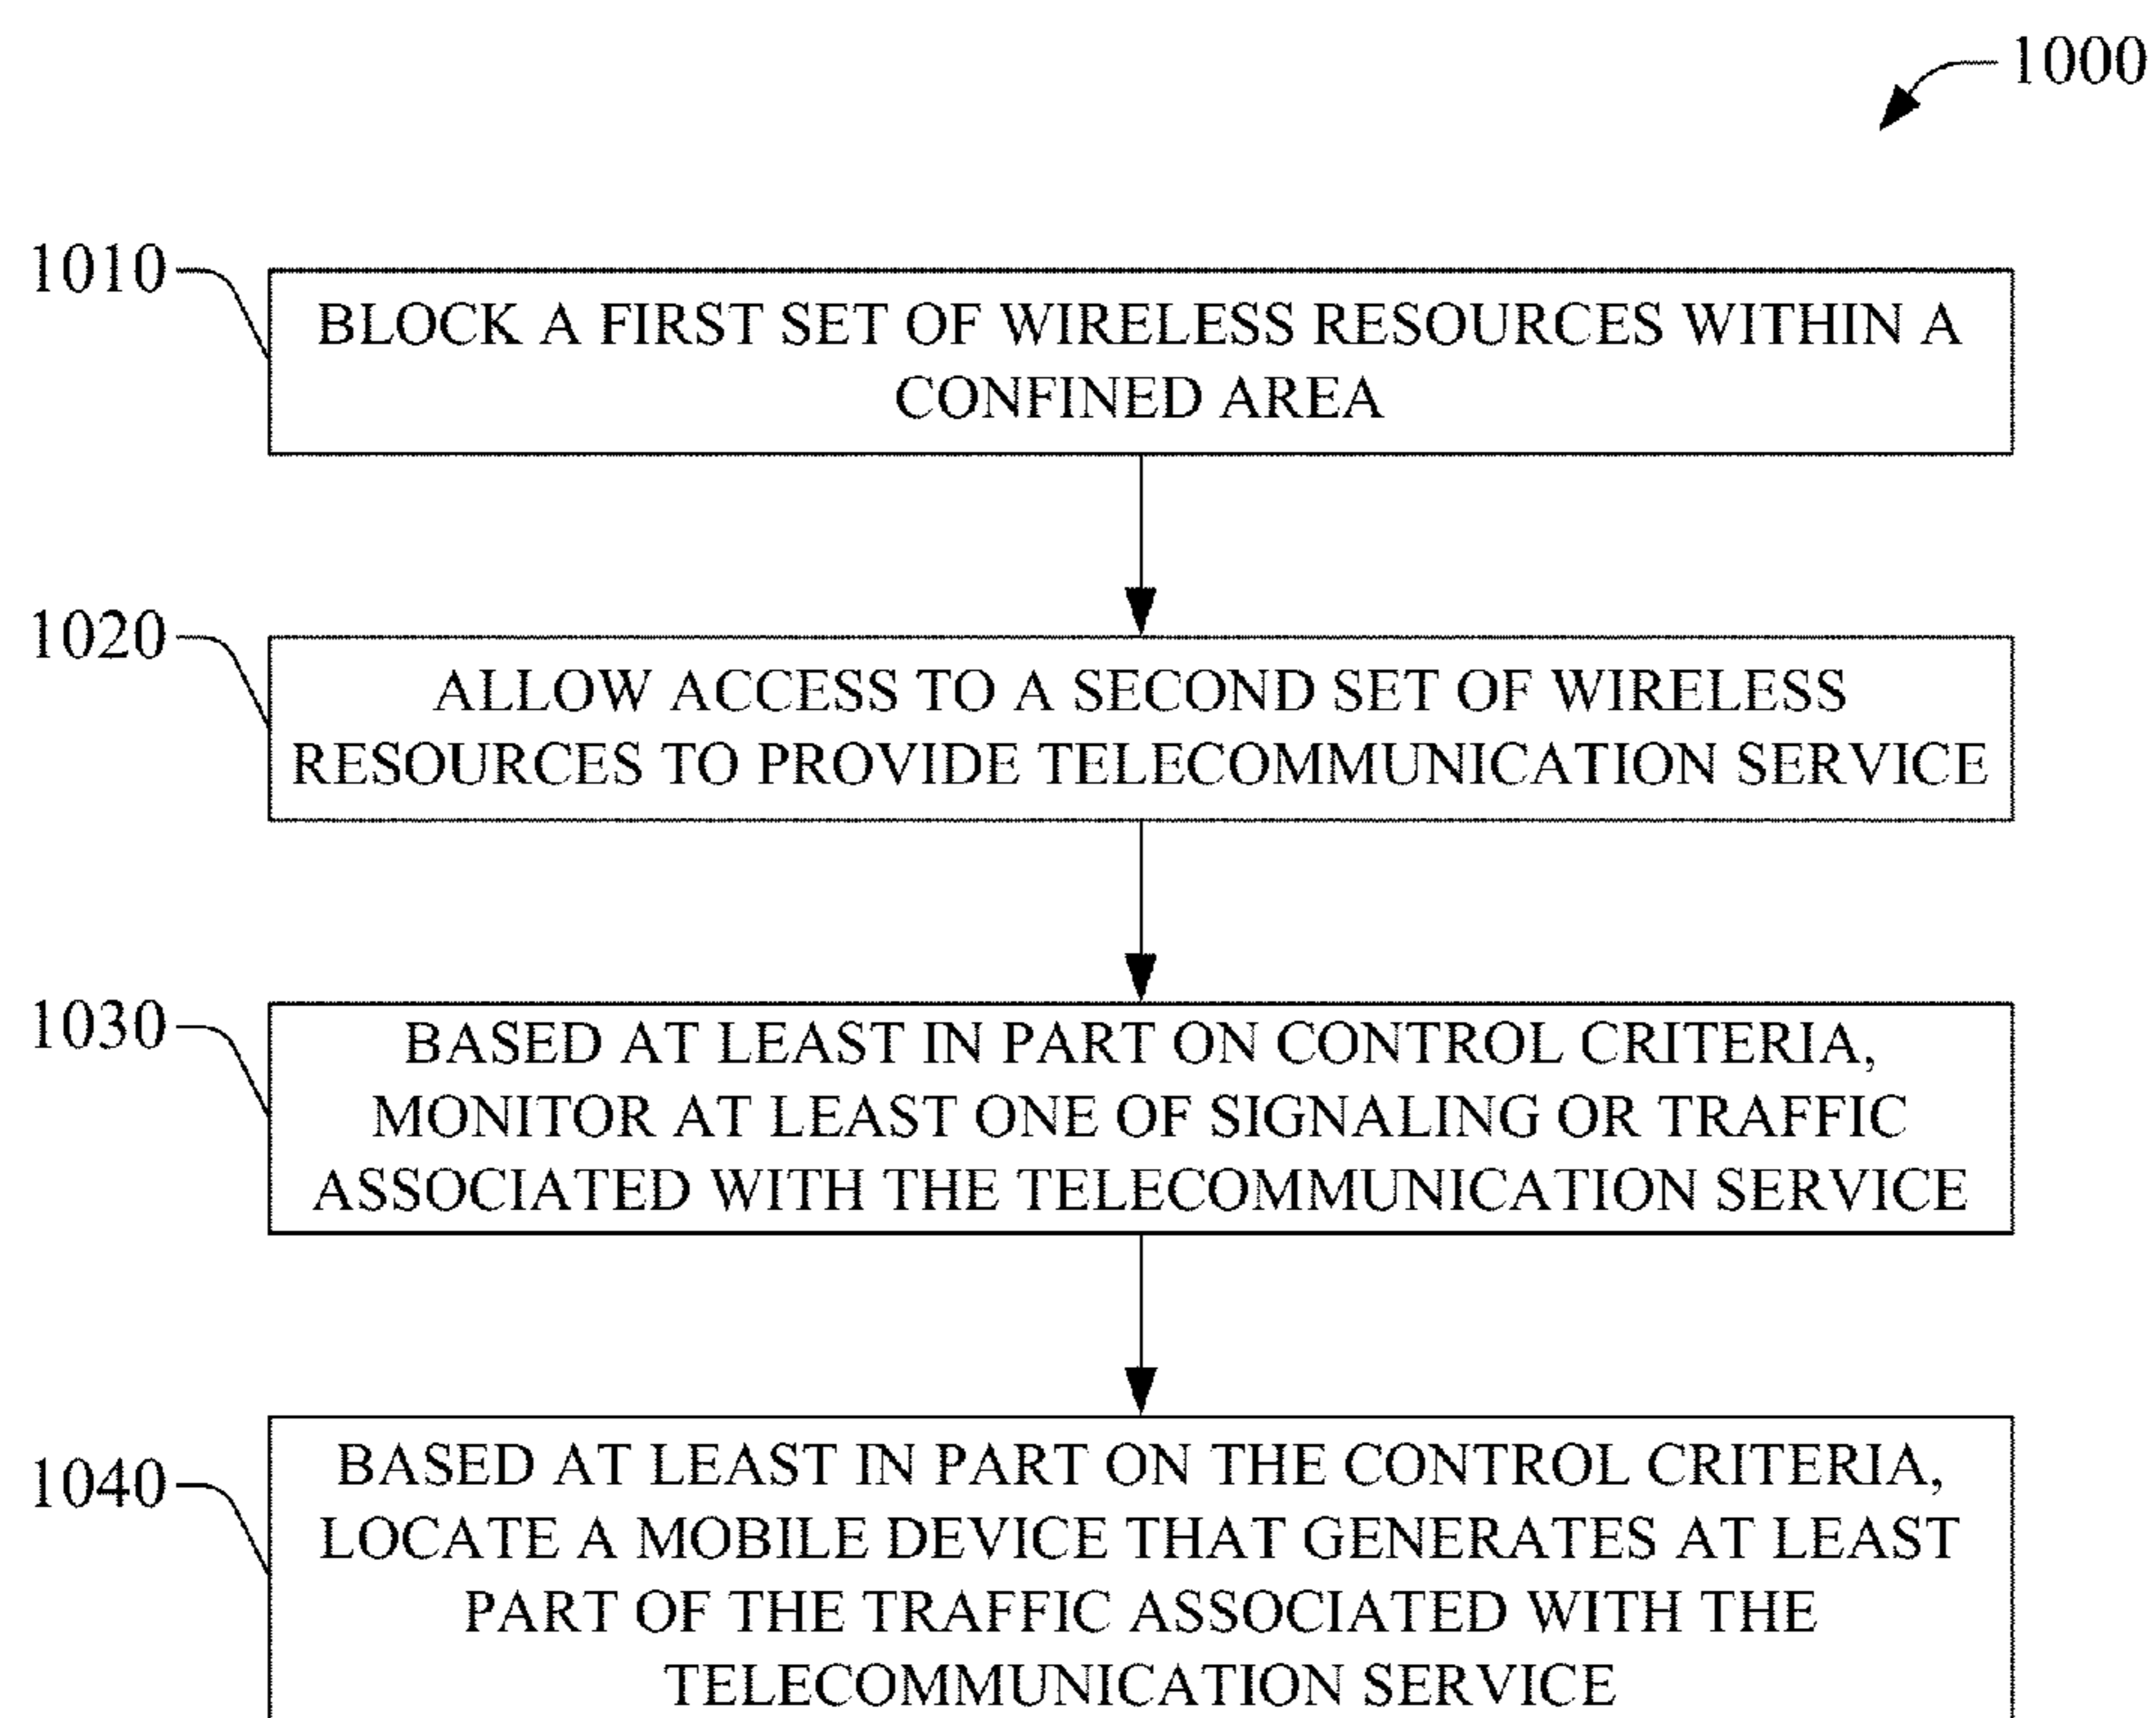 1000
1010
BLOCK A FIRST SET OF WIRELESS RESOURCES WITHIN A
CONFINED AREA
1020
ALLOW ACCESS TO A SECOND SET OF WIRELESS
RESOURCES TO PROVIDE TELECOMMUNICATION SERVICE
1030
BASED AT LEAST IN PART ON CONTROL CRITERIA,
MONITOR AT LEAST ONE OF SIGNALING OR TRAFFIC
ASSOCIATED WITH THE TELECOMMUNICATION SERVICE
1040
BASED AT LEAST IN PART ON THE CONTROL CRITERIA,
LOCATE A MOBILE DEVICE THAT GENERATES AT LEAST
PART OF THE TRAFFIC ASSOCIATED WITH THE
TELECOMMUNICATION SERVICE